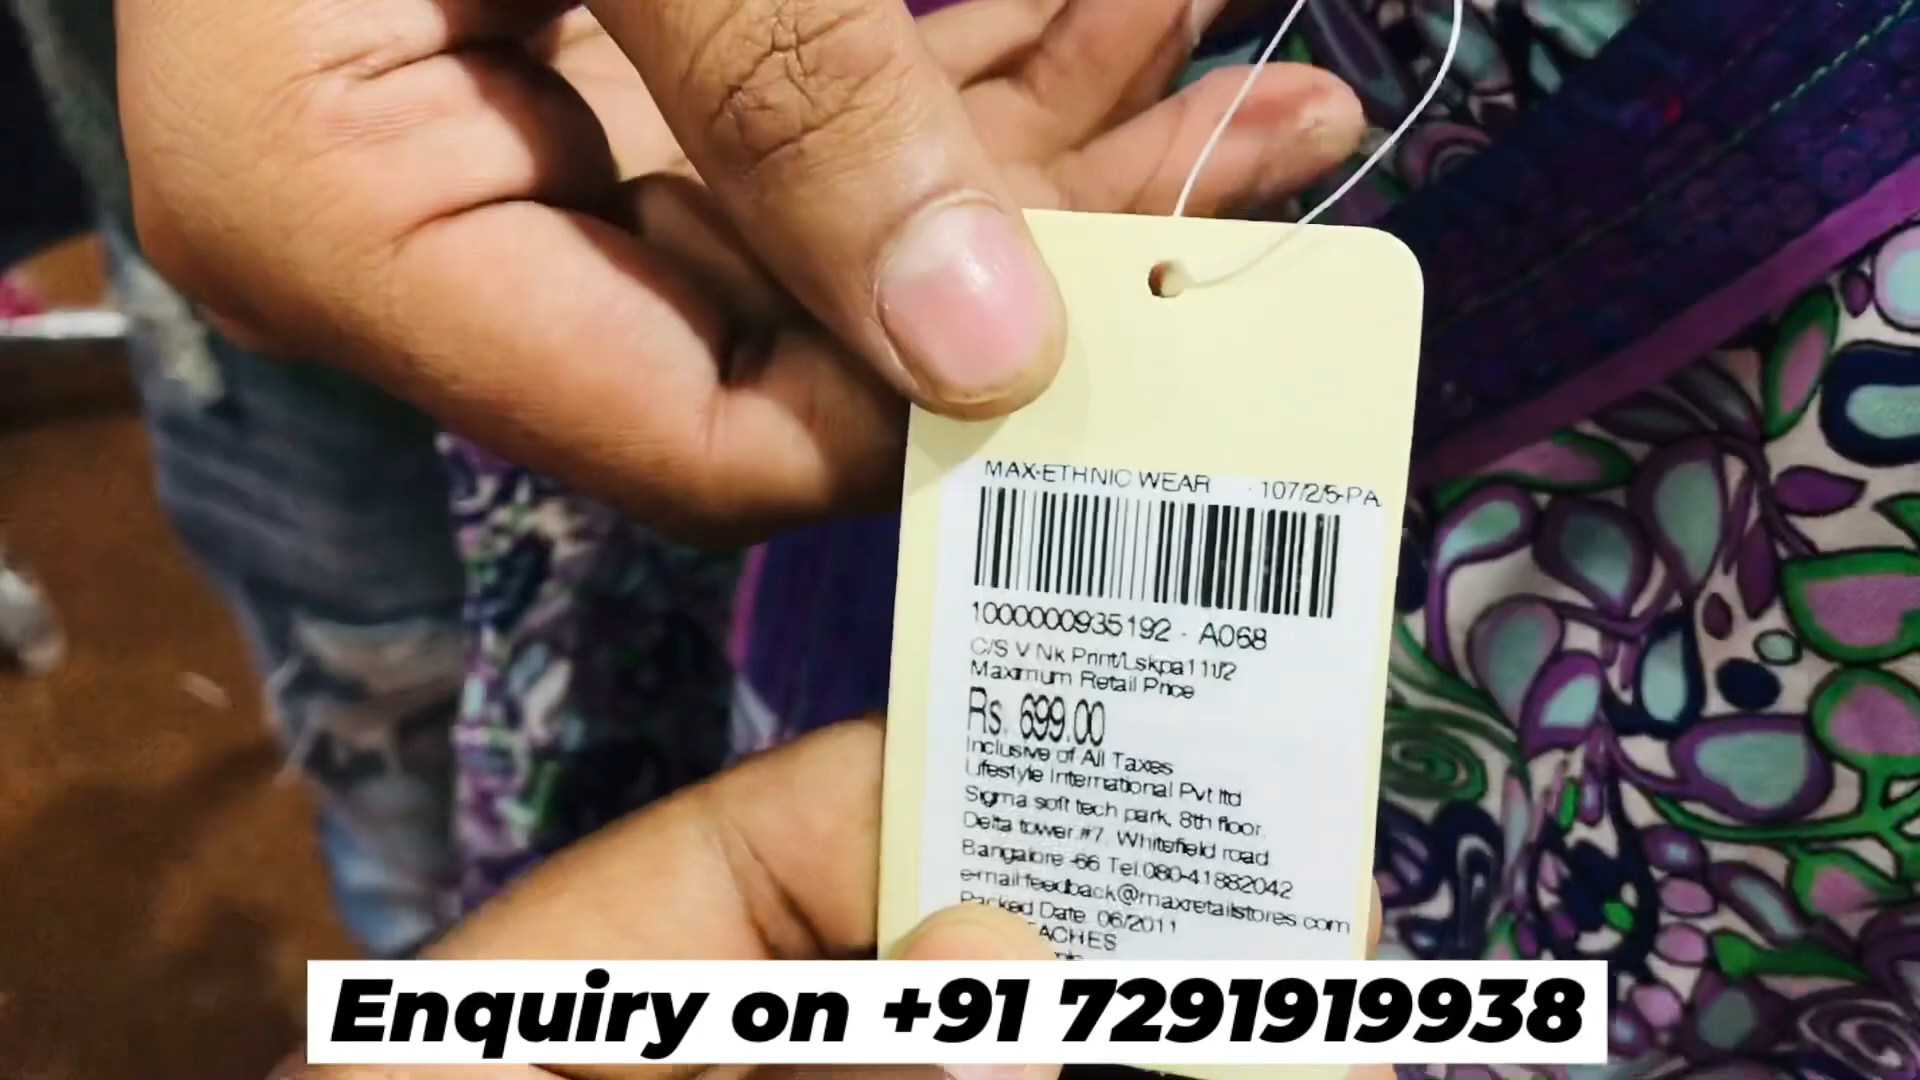 MAX-ETHNIC WEAR · 107/2/5-PA
1000000935192 - A068
C/S V Nk Print/Lskpa11t/2
Maximum Retail Price
Rs. 699.00
Inclusive of All Taxes
Lifestyle International Pvt ltd
Sigma soft tech park, 8th floor,
Delta tower #7, Whitefield road
Bangalore -66 Tel.080-41882042
e-mail:feedback@maxretailstores.com
Packed Date 06/2011
Enquiry on +91 7291919938